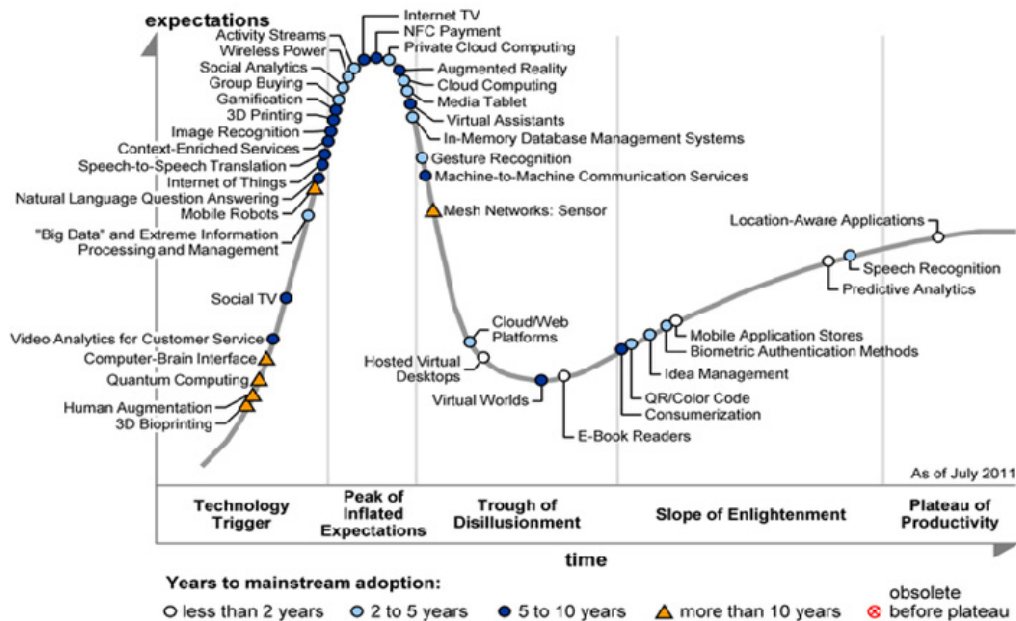 expectations
Activity Streams
Wireless Power
Social Analytics
Group Buying
Gamification
3D Printing
Image Recognition
Context-Enriched Services
Speech-to-Speech Translation
Internet of Things
Natural Language Question Answering
Mobile Robots
"Big Data" and Extreme Information
Processing and Management
Social TV
Video Analytics for Customer Service
Computer-Brain Interface
Quantum Computing
Human Augmentation
3D Bioprinting
Internet TV
NFC Payment
Private Cloud Computing
Augmented Reality
Cloud Computing
Media Tablet
Virtual Assistants
In-Memory Database Management Systems
Gesture Recognition
Machine-to-Machine Communication Services
Mesh Networks: Sensor
Cloud/Web
Platforms
Hosted Virtual
Desktops
Virtual Worlds
E-Book Readers
Location-Aware Applications
Speech Recognition
Predictive Analytics
Mobile Application Stores
Biometric Authentication Methods
Idea Management
QR/Color Code
Consumerization
As of July 2011
Technology
Trigger
Peak of
Inflated
Expectations
Trough of
Disillusionment
Slope of Enlightenment
Plateau of
Productivity
time
Years to mainstream adoption:
less than 2 years
2 to 5 years
5 to 10 years
more than 10 years
obsolete
before plateau